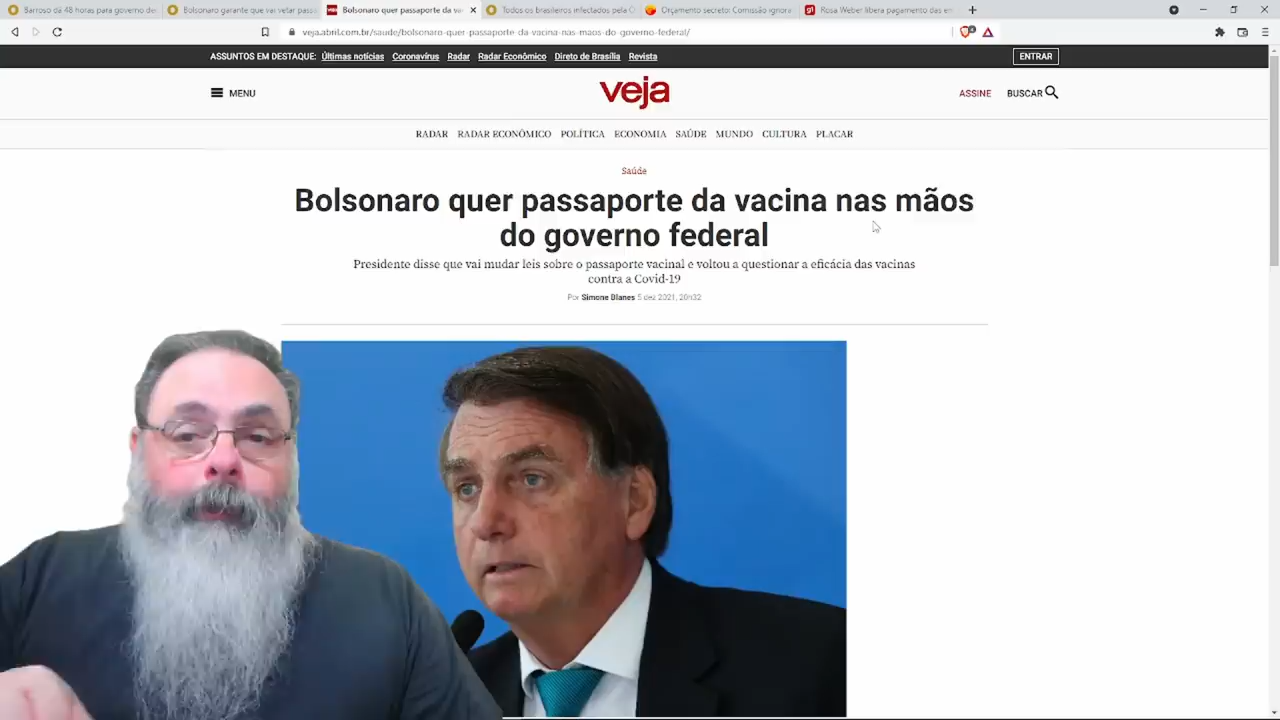 Barroso dá 48 horas para governo de
Bolsonaro garante que vai vetar passa
Bolsonaro quer passaporte da va
Todos os brasileiros infectados pela O
Orçamento secreto: Comissão ignora
Rosa Weber libera pagamento das em
veja.abril.com.br/saude/bolsonaro-quer-passaporte-da-vacina-nas-maos-do-governo-federal/
ASSUNTOS EM DESTAQUE: Últimas notícias Coronavírus Radar Radar Econômico Direto de Brasília Revista
ENTRAR
MENU
veja
ASSINE
BUSCAR
RADAR RADAR ECONÔMICO POLÍTICA ECONOMIA SAÚDE MUNDO CULTURA PLACAR
Saúde
Bolsonaro quer passaporte da vacina nas mãos
do governo federal
Presidente disse que vai mudar leis sobre o passaporte vacinal e voltou a questionar a eficácia das vacinas
contra a Covid-19
Por Simone Blanes 5 dez 2021, 20h32